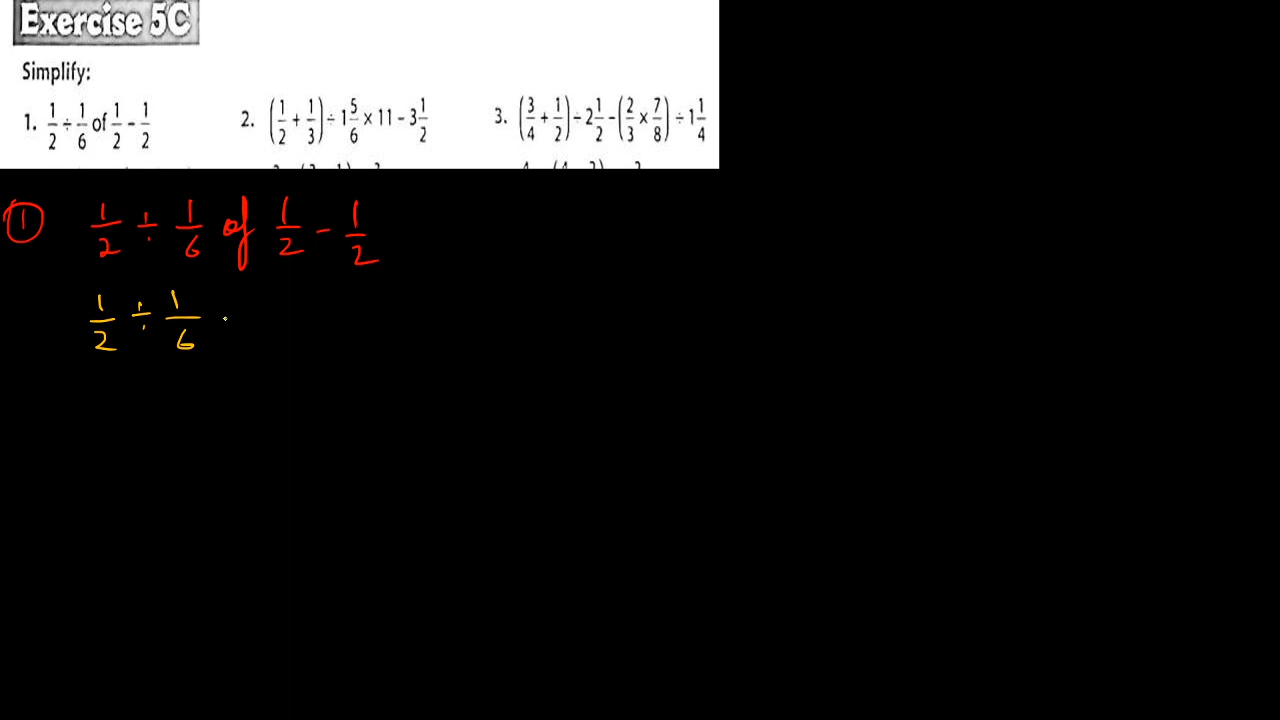 Exercise 5C
Simplify:
1. 1/2 ÷ 1/6 of 1/2 - 1/2 2. (1/2 + 1/3) ÷ 1 5/6 × 11 - 3 1/2 3. (3/4 + 1/2) ÷ 2 1/2 - (2/3 × 7/8) ÷ 1 1/4
① 1/2 ÷ 1/6 of 1/2 - 1/2
1/2 ÷ 1/6